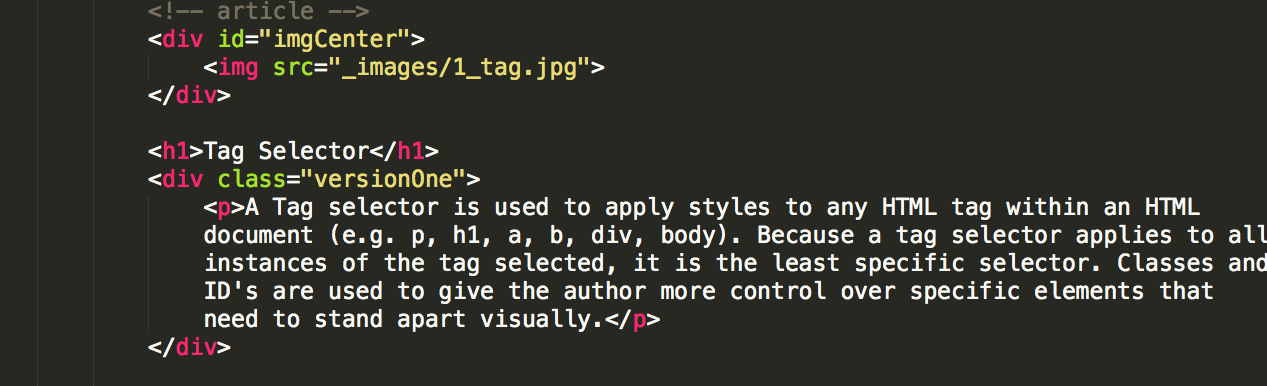 <!-- article -->
<div id="imgCenter">
<img src="_images/1_tag.jpg">
</div>
<h1>Tag Selector</h1>
<div class="versionOne">
<p>A Tag selector is used to apply styles to any HTML tag within an HTML
document (e.g. p, h1, a, b, div, body). Because a tag selector applies to all
instances of the tag selected, it is the least specific selector. Classes and
ID's are used to give the author more control over specific elements that
need to stand apart visually.</p>
</div>